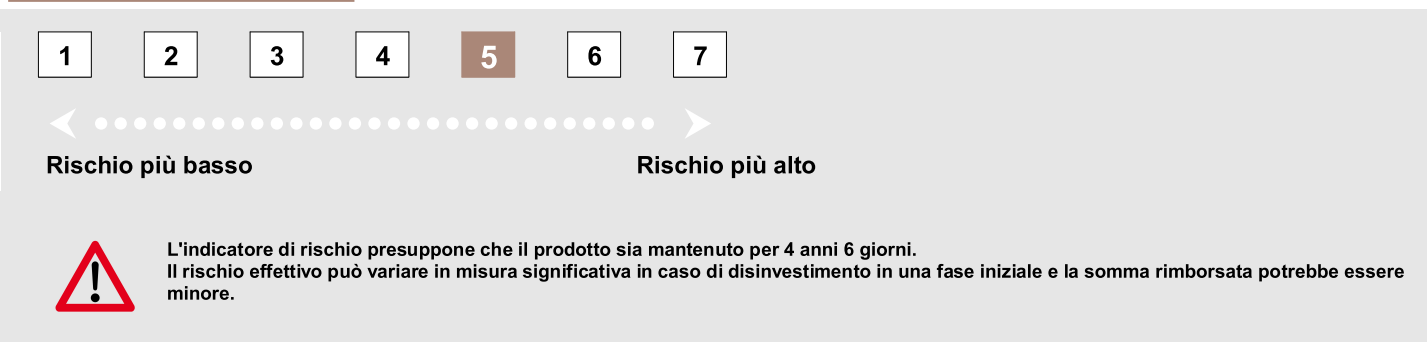 1 2 3 4 5 6 7
Rischio più basso Rischio più alto
L'indicatore di rischio presuppone che il prodotto sia mantenuto per 4 anni 6 giorni.
Il rischio effettivo può variare in misura significativa in caso di disinvestimento in una fase iniziale e la somma rimborsata potrebbe essere
minore.